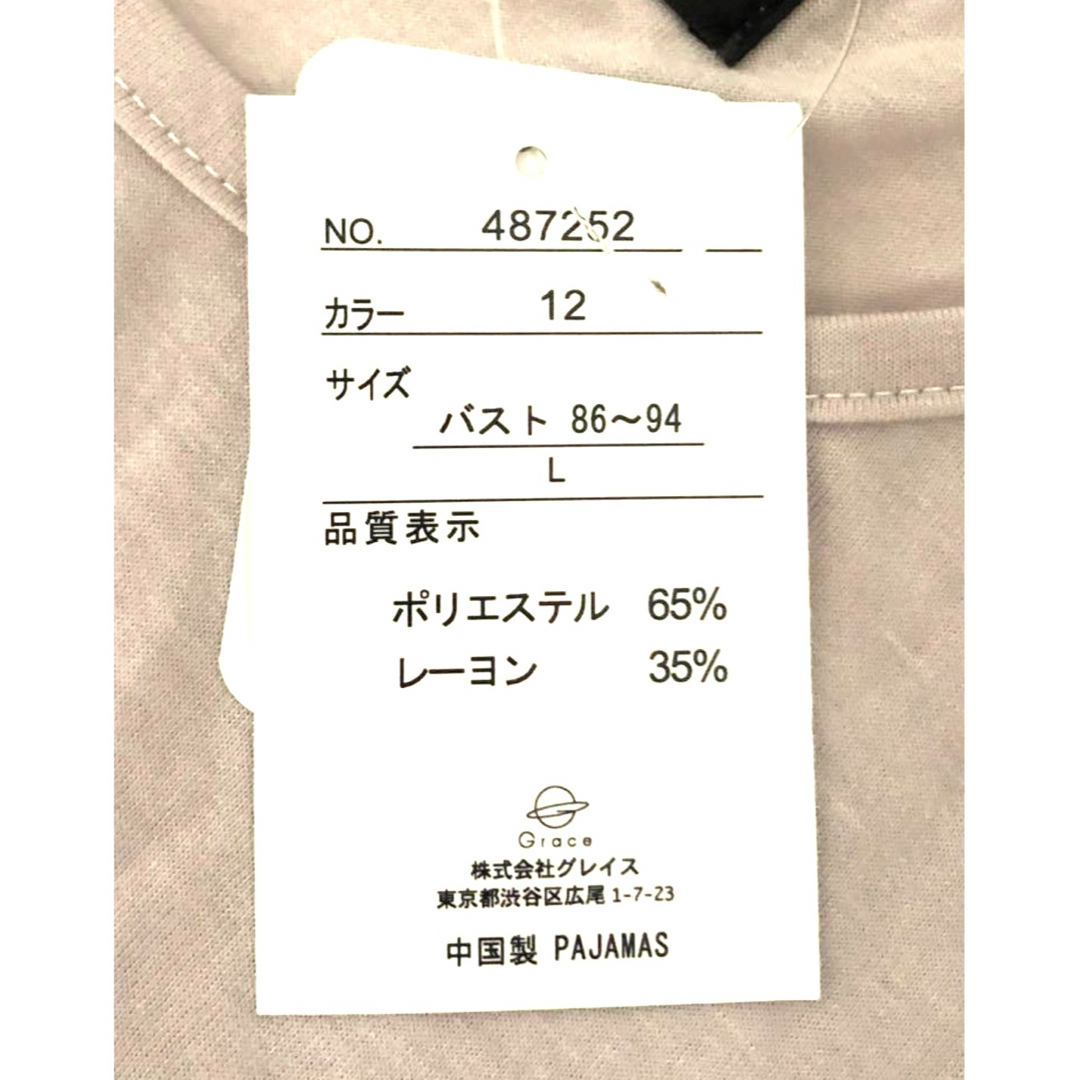 NO. 487252
カラー 12
サイズ
バスト 86〜94
L
品質表示
ポリエステル 65%
レーヨン 35%
Grace
株式会社グレイス
東京都渋谷区広尾1-7-23
中国製 PAJAMAS